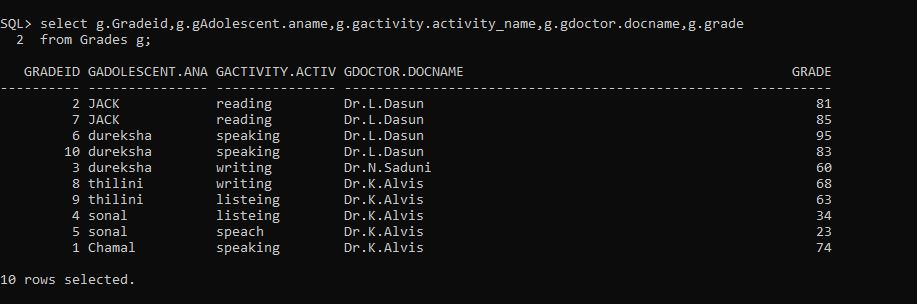 SQL> select g.Gradeid,g.gAdolescent.aname,g.gactivity.activity_name,g.gdoctor.docname,g.grade
  2  from Grades g;
   GRADEID GADOLESCENT.ANA GACTIVITY.ACTIV GDOCTOR.DOCNAME                                         GRADE
---------- --------------- --------------- -------------------------------------------------- ----------
         2 JACK            reading         Dr.L.Dasun                                                 81
         7 JACK            reading         Dr.L.Dasun                                                 85
         6 dureksha        speaking        Dr.L.Dasun                                                 95
        10 dureksha        speaking        Dr.L.Dasun                                                 83
         3 dureksha        writing         Dr.N.Saduni                                                60
         8 thilini         writing         Dr.K.Alvis                                                 68
         9 thilini         listeing        Dr.K.Alvis                                                 63
         4 sonal           listeing        Dr.K.Alvis                                                 34
         5 sonal           speach          Dr.K.Alvis                                                 23
         1 Chamal          speaking        Dr.K.Alvis                                                 74
10 rows selected.